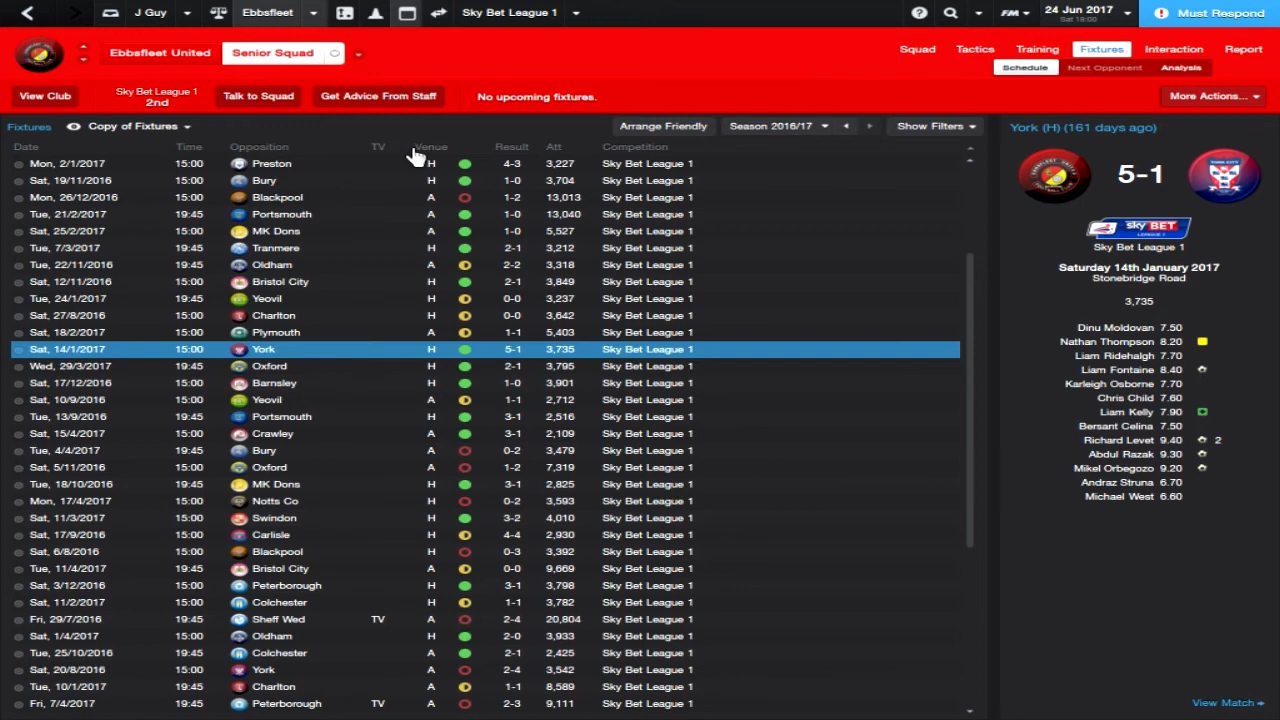 J Guy Ebbsfleet Sky Bet League 1 FM 24 Jun 2017 Sat 18:00 Must Respond
Ebbsfleet United Senior Squad Squad Tactics Training Fixtures Interaction Report
Schedule Next Opponent Analysis
View Club Sky Bet League 1 2nd Talk to Squad Get Advice From Staff No upcoming fixtures. More Actions...
Fixtures Copy of Fixtures Arrange Friendly Season 2016/17 Show Filters
Date Time Opposition TV Venue Result Att Competition
Mon, 2/1/2017 15:00 Preston H 4-3 3,227 Sky Bet League 1
Sat, 19/11/2016 15:00 Bury H 1-0 3,704 Sky Bet League 1
Mon, 26/12/2016 15:00 Blackpool A 1-2 13,013 Sky Bet League 1
Tue, 21/2/2017 19:45 Portsmouth A 1-0 13,040 Sky Bet League 1
Sat, 25/2/2017 15:00 MK Dons A 1-0 5,527 Sky Bet League 1
Tue, 7/3/2017 19:45 Tranmere H 2-1 3,212 Sky Bet League 1
Tue, 22/11/2016 19:45 Oldham A 2-2 3,318 Sky Bet League 1
Sat, 12/11/2016 15:00 Bristol City H 2-1 3,849 Sky Bet League 1
Tue, 24/1/2017 19:45 Yeovil H 0-0 3,237 Sky Bet League 1
Sat, 27/8/2016 15:00 Charlton H 0-0 3,642 Sky Bet League 1
Sat, 18/2/2017 15:00 Plymouth A 1-1 5,403 Sky Bet League 1
Sat, 14/1/2017 15:00 York H 5-1 3,735 Sky Bet League 1
Wed, 29/3/2017 19:45 Oxford H 2-1 3,795 Sky Bet League 1
Sat, 17/12/2016 15:00 Barnsley H 1-0 3,901 Sky Bet League 1
Sat, 10/9/2016 15:00 Yeovil A 1-1 2,712 Sky Bet League 1
Tue, 13/9/2016 19:45 Portsmouth H 3-1 2,516 Sky Bet League 1
Sat, 15/4/2017 15:00 Crawley A 3-1 2,109 Sky Bet League 1
Tue, 4/4/2017 19:45 Bury A 0-2 3,479 Sky Bet League 1
Sat, 5/11/2016 15:00 Oxford A 1-2 7,319 Sky Bet League 1
Tue, 18/10/2016 19:45 MK Dons H 3-1 2,825 Sky Bet League 1
Mon, 17/4/2017 15:00 Notts Co H 0-2 3,593 Sky Bet League 1
Sat, 11/3/2017 15:00 Swindon H 3-2 4,010 Sky Bet League 1
Sat, 17/9/2016 15:00 Carlisle H 4-4 2,930 Sky Bet League 1
Sat, 6/8/2016 15:00 Blackpool H 0-3 3,392 Sky Bet League 1
Tue, 11/4/2017 19:45 Bristol City A 0-0 9,669 Sky Bet League 1
Sat, 3/12/2016 15:00 Peterborough H 3-1 3,798 Sky Bet League 1
Sat, 11/2/2017 15:00 Colchester H 1-1 3,782 Sky Bet League 1
Fri, 29/7/2016 19:45 Sheff Wed TV A 2-4 20,804 Sky Bet League 1
Sat, 1/4/2017 15:00 Oldham H 2-0 3,933 Sky Bet League 1
Tue, 25/10/2016 19:45 Colchester A 2-1 2,425 Sky Bet League 1
Sat, 20/8/2016 15:00 York A 2-4 3,542 Sky Bet League 1
Tue, 10/1/2017 19:45 Charlton A 1-1 8,589 Sky Bet League 1
Fri, 7/4/2017 19:45 Peterborough TV A 2-3 9,111 Sky Bet League 1
York (H) (161 days ago)
5-1
sky BET
Sky Bet League 1
Saturday 14th January 2017
Stonebridge Road
3,735
Dinu Moldovan 7.50
Nathan Thompson 8.20
Liam Ridehalgh 7.70
Liam Fontaine 8.40
Karleigh Osborne 7.70
Chris Child 7.60
Liam Kelly 7.90
Bersant Celina 7.50
Richard Levet 9.40 2
Abdul Razak 9.30
Mikel Orbegozo 9.20
Andraz Struna 6.70
Michael West 6.60
View Match